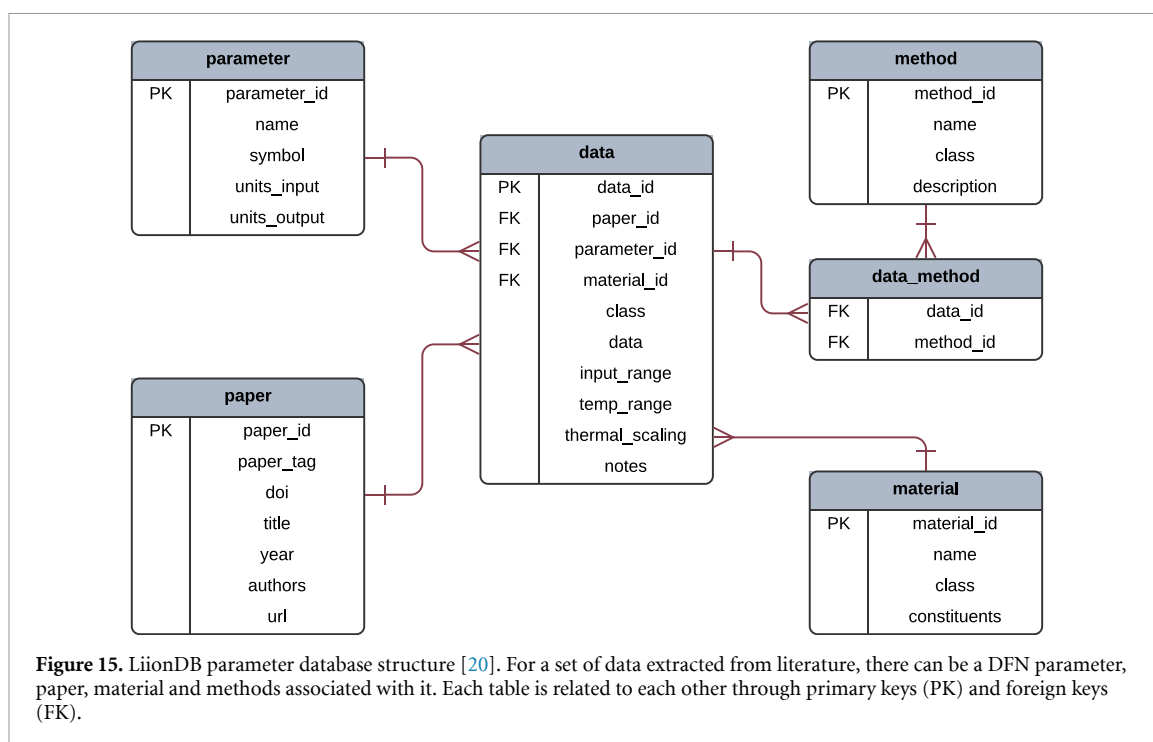 parameter
PK parameter_id
name
symbol
units_input
units_output
paper
PK paper_id
paper_tag
doi
title
year
authors
url
data
PK data_id
FK paper_id
FK parameter_id
FK material_id
class
data
input_range
temp_range
thermal_scaling
notes
method
PK method_id
name
class
description
data_method
FK data_id
FK method_id
material
PK material_id
name
class
constituents
Figure 15. LiionDB parameter database structure [20]. For a set of data extracted from literature, there can be a DFN parameter,
paper, material and methods associated with it. Each table is related to each other through primary keys (PK) and foreign keys
(FK).